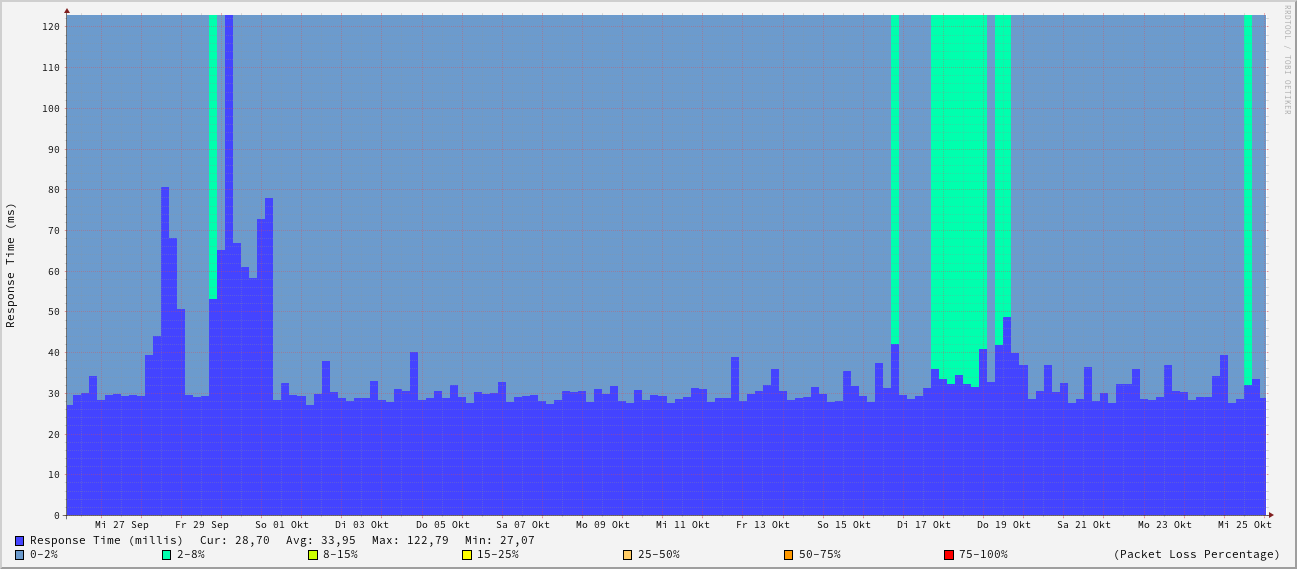 RRDTOOL / TOBI OETIKER
Response Time (ms)
120
110
100
90
80
70
60
50
40
30
20
10
0
Mi 27 Sep Fr 29 Sep So 01 Okt Di 03 Okt Do 05 Okt Sa 07 Okt Mo 09 Okt Mi 11 Okt Fr 13 Okt So 15 Okt Di 17 Okt Do 19 Okt Sa 21 Okt Mo 23 Okt Mi 25 Okt
Response Time (millis) Cur: 28,70 Avg: 33,95 Max: 122,79 Min: 27,07
0-2% 2-8% 8-15% 15-25% 25-50% 50-75% 75-100% (Packet Loss Percentage)